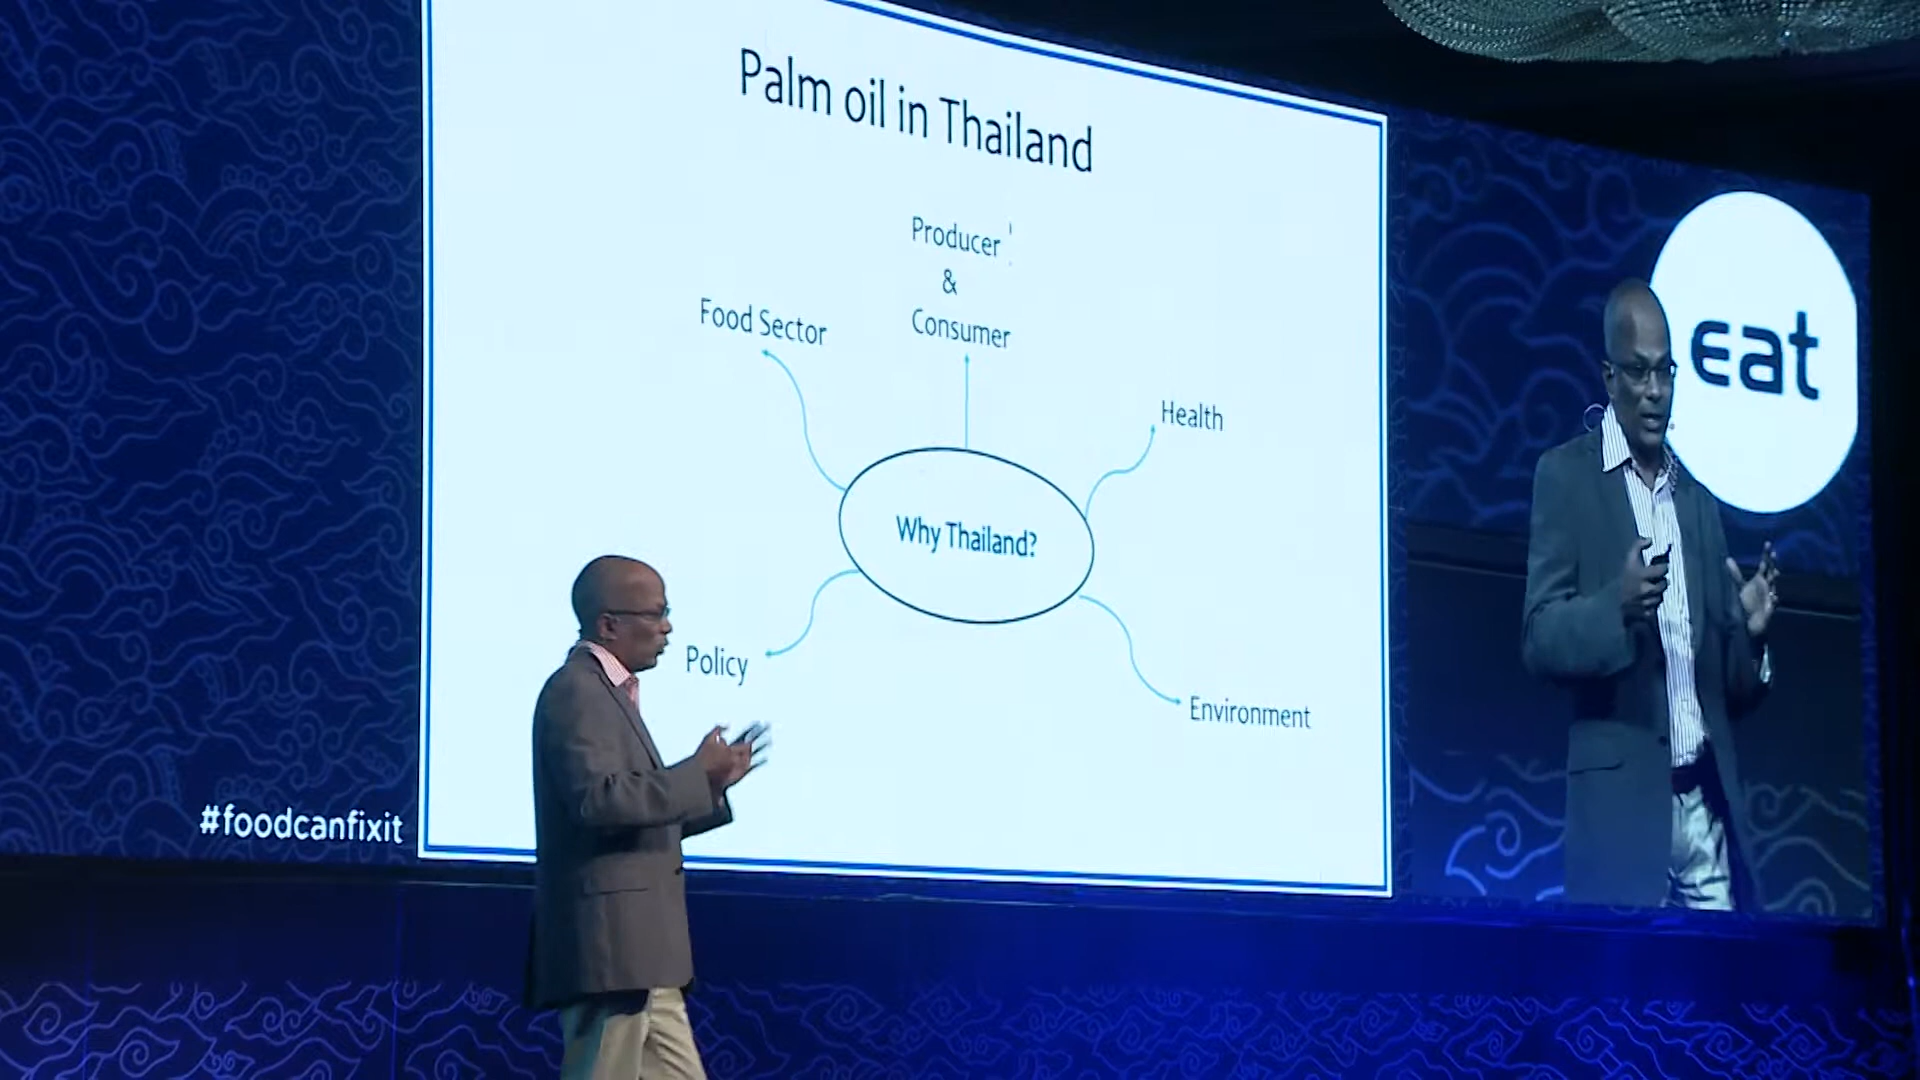 Palm oil in Thailand
Producer
&
Consumer
Food Sector
Health
Why Thailand?
Policy
Environment
#foodcanfixit
eat